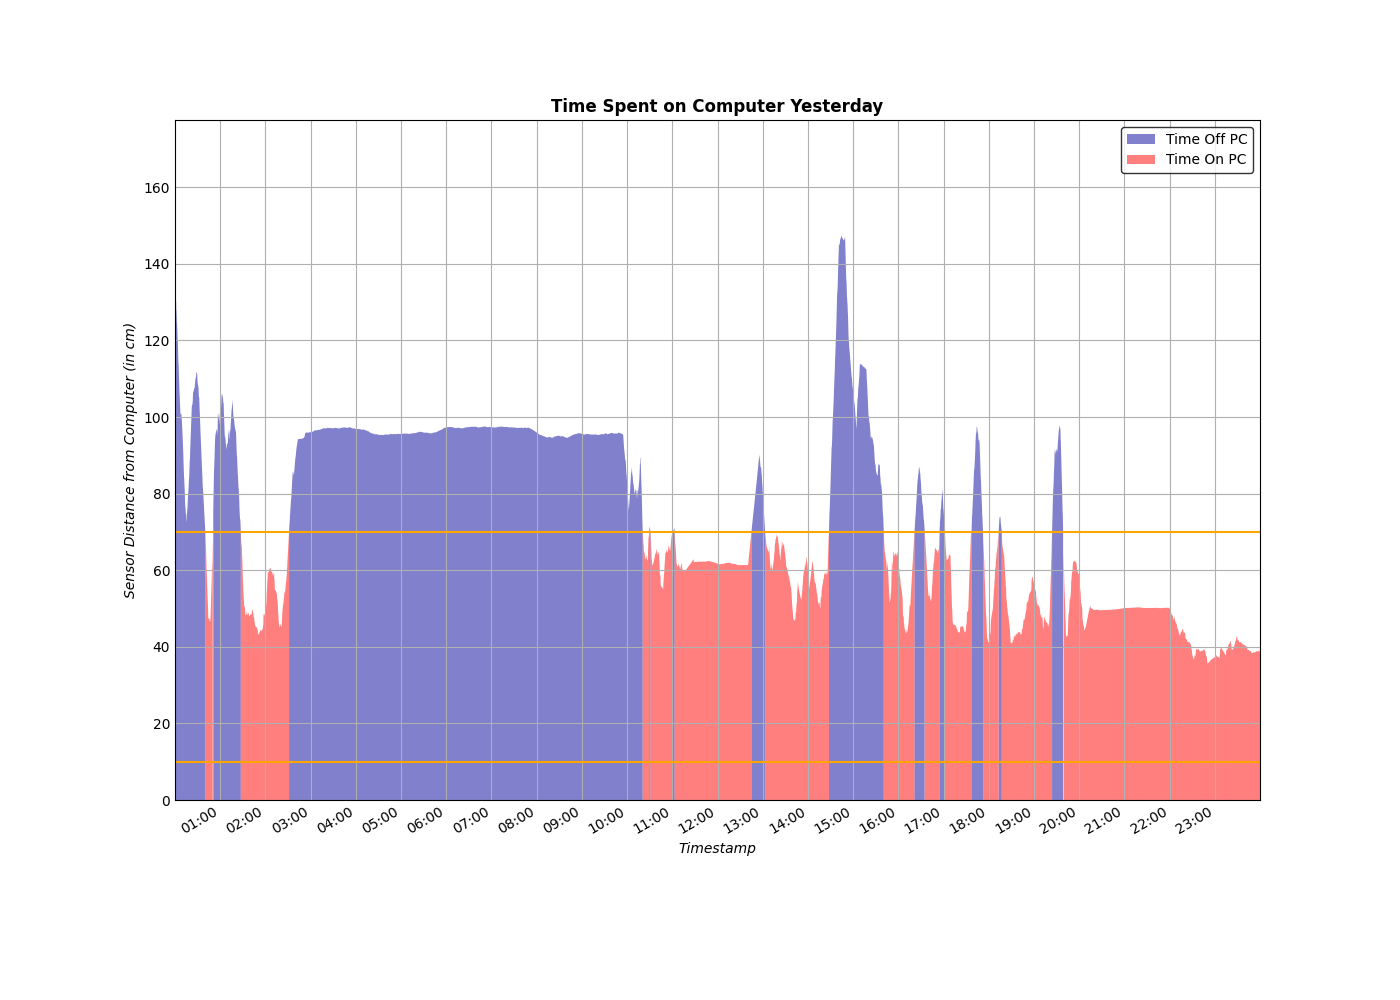 Time Spent on Computer Yesterday
Time Off PC
Time On PC
Sensor Distance from Computer (in cm)
160
140
120
100
80
60
40
20
0
01:00 02:00 03:00 04:00 05:00 06:00 07:00 08:00 09:00 10:00 11:00 12:00 13:00 14:00 15:00 16:00 17:00 18:00 19:00 20:00 21:00 22:00 23:00
Timestamp